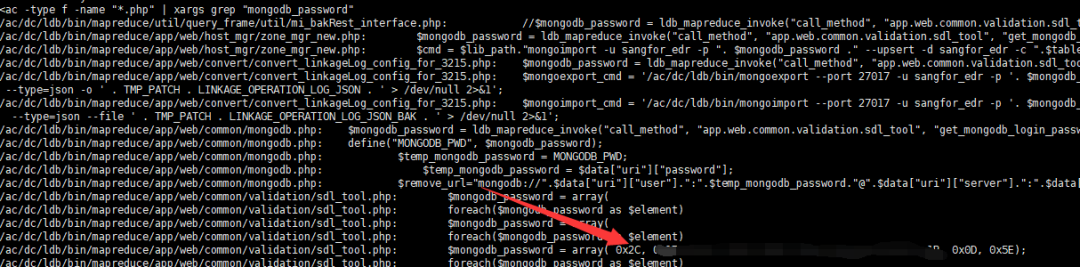 <ac -type f -name "*.php" | xargs grep "mongodb_password"
/ac/dc/ldb/bin/mapreduce/util/query_frame/util/mi_bakRest_interface.php: //$mongodb_password = ldb_mapreduce_invoke("call_method", "app.web.common.validation.sdl_t
/ac/dc/ldb/bin/mapreduce/app/web/host_mgr/zone_mgr_new.php: $mongodb_password = ldb_mapreduce_invoke("call_method", "app.web.common.validation.sdl_tool", "get_mongodb_
/ac/dc/ldb/bin/mapreduce/app/web/host_mgr/zone_mgr_new.php: $cmd = $lib_path."mongoimport -u sangfor_edr -p ". $mongodb_password ." --upsert -d sangfor_edr -c ".$table
/ac/dc/ldb/bin/mapreduce/app/web/convert/convert_linkageLog_config_for_3215.php: $mongodb_password = ldb_mapreduce_invoke("call_method", "app.web.common.validation.sdl_too
/ac/dc/ldb/bin/mapreduce/app/web/convert/convert_linkageLog_config_for_3215.php: $mongoexport_cmd = '/ac/dc/ldb/bin/mongoexport --port 27017 -u sangfor_edr -p '. $mongodb_
--type=json -o ' . TMP_PATCH . LINKAGE_OPERATION_LOG_JSON . ' > /dev/null 2>&1';
/ac/dc/ldb/bin/mapreduce/app/web/convert/convert_linkageLog_config_for_3215.php: $mongoimport_cmd = '/ac/dc/ldb/bin/mongoimport --port 27017 -u sangfor_edr -p '. $mongodb_
--type=json --file ' . TMP_PATCH . LINKAGE_OPERATION_LOG_JSON_BAK . ' > /dev/null 2>&1';
/ac/dc/ldb/bin/mapreduce/app/web/common/mongodb.php: $mongodb_password = ldb_mapreduce_invoke("call_method", "app.web.common.validation.sdl_tool", "get_mongodb_login_passw
/ac/dc/ldb/bin/mapreduce/app/web/common/mongodb.php: define("MONGODB_PWD", $mongodb_password);
/ac/dc/ldb/bin/mapreduce/app/web/common/mongodb.php: $temp_mongodb_password = MONGODB_PWD;
/ac/dc/ldb/bin/mapreduce/app/web/common/mongodb.php: $temp_mongodb_password = $data["uri"]["password"];
/ac/dc/ldb/bin/mapreduce/app/web/common/mongodb.php: $remove_url="mongodb://".$data["uri"]["user"].":".$temp_mongodb_password."@".$data["uri"]["server"].":".$data
/ac/dc/ldb/bin/mapreduce/app/web/common/validation/sdl_tool.php: $mongodb_password = array(
/ac/dc/ldb/bin/mapreduce/app/web/common/validation/sdl_tool.php: foreach($mongodb_password as $element)
/ac/dc/ldb/bin/mapreduce/app/web/common/validation/sdl_tool.php: $mongodb_password = array(
/ac/dc/ldb/bin/mapreduce/app/web/common/validation/sdl_tool.php: foreach($mongodb_password as $element)
/ac/dc/ldb/bin/mapreduce/app/web/common/validation/sdl_tool.php: $mongodb_password = array( 0x2C, 0x0D, 0x5E);
/ac/dc/ldb/bin/mapreduce/app/web/common/validation/sdl_tool.php: foreach($mongodb_password as $element)